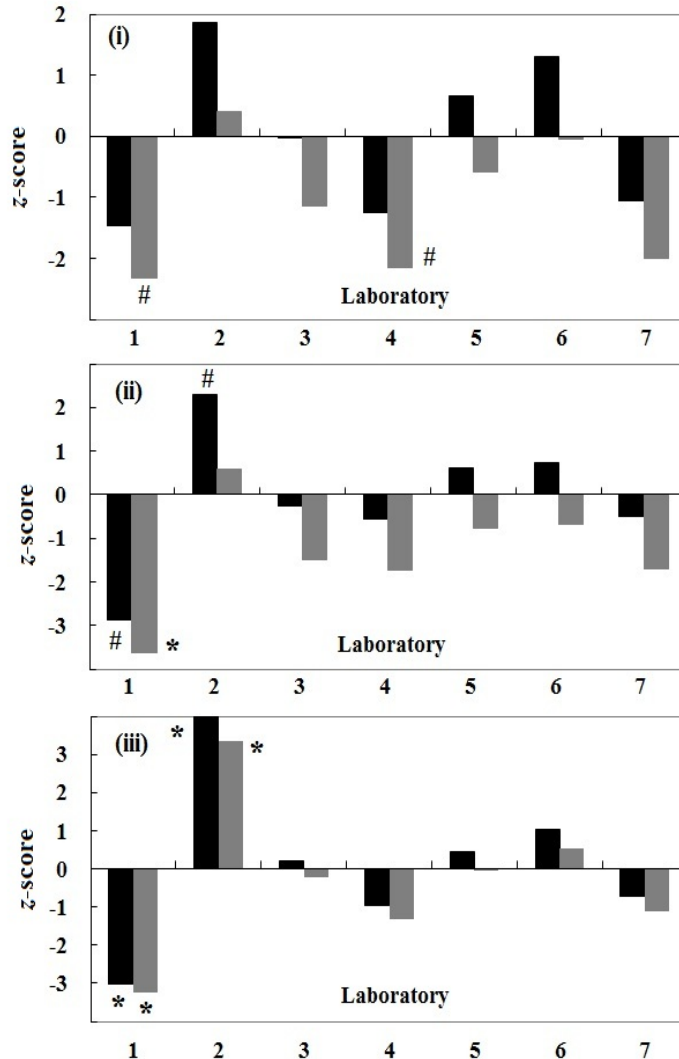 2
(i)
1
0
z-score
-1
-2
#
#
Laboratory
1 2 3 4 5 6 7
(ii)
#
2
1
0
z-score
-1
-2
-3
# *
Laboratory
1 2 3 4 5 6 7
(iii)
* *
3
2
1
0
z-score
-1
-2
-3
* *
Laboratory
1 2 3 4 5 6 7